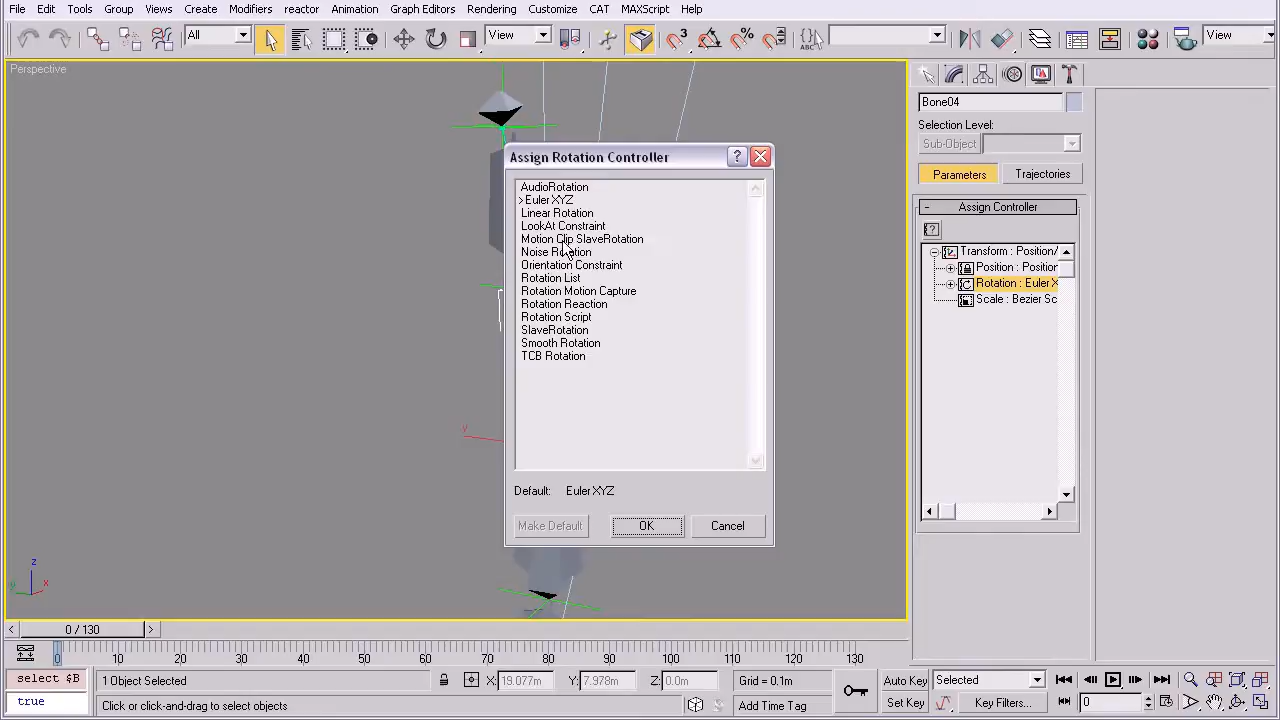 File Edit Tools Group Views Create Modifiers reactor Animation Graph Editors Rendering Customize CAT MAXScript Help
All View View
Perspective
Bone04
Selection Level:
Sub-Object
Parameters Trajectories
- Assign Controller
?
Transform : Position/
Position : Position
Rotation : Euler X
Scale : Bezier Sc
Assign Rotation Controller
AudioRotation
>Euler XYZ
Linear Rotation
LookAt Constraint
Motion Clip SlaveRotation
Noise Rotation
Orientation Constraint
Rotation List
Rotation Motion Capture
Rotation Reaction
Rotation Script
SlaveRotation
Smooth Rotation
TCB Rotation
Default: Euler XYZ
Make Default OK Cancel
y
z
x
y
< 0 / 130 >
0 10 20 30 40 50 60 70 80 90 100 110 120 130
select $B 1 Object Selected X: 19.077m Y: 7.978m Z: 0.0m Grid = 0.1m Auto Key Selected
true Click or click-and-drag to select objects Add Time Tag Set Key Key Filters... 0